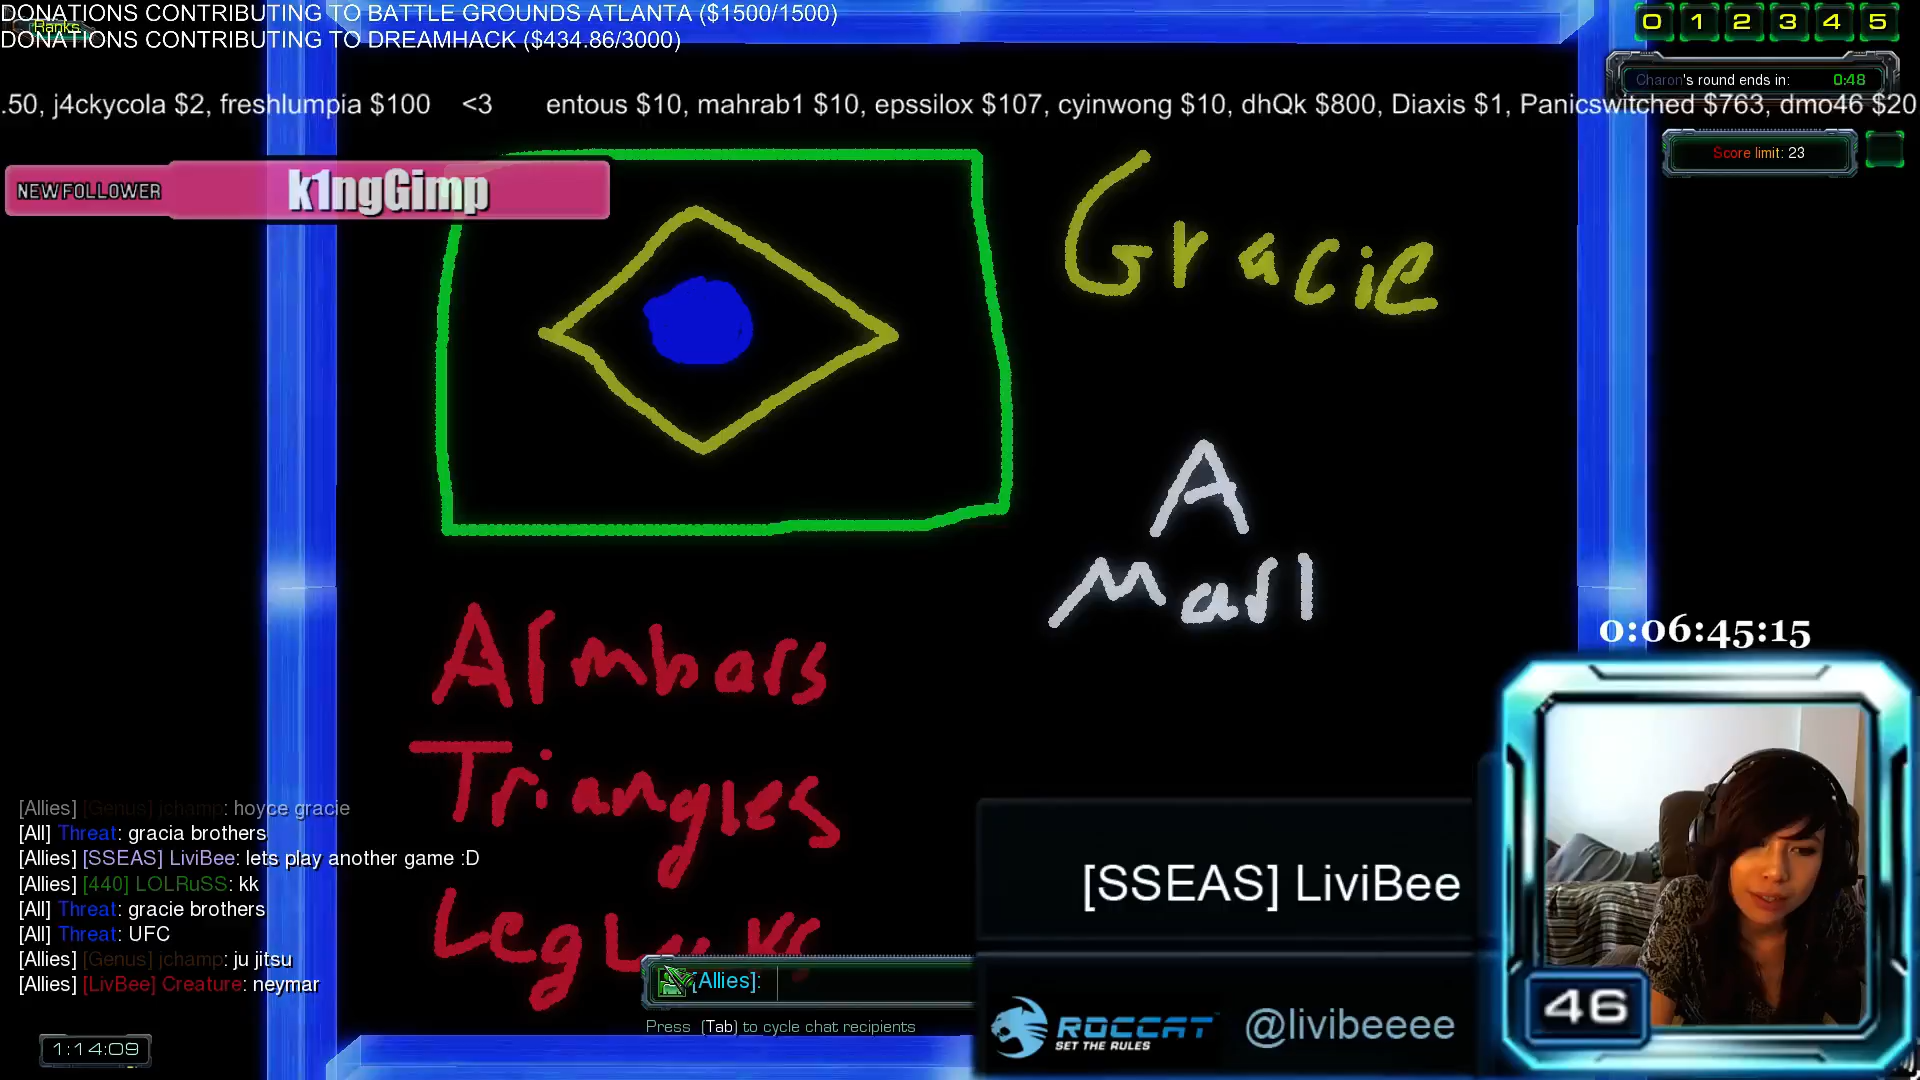 DONATIONS CONTRIBUTING TO BATTLE GROUNDS ATLANTA ($1500/1500)
Ranks
DONATIONS CONTRIBUTING TO DREAMHACK ($434.86/3000)
0 1 2 3 4 5
Charon's round ends in: 0:48
.50, j4ckycola $2, freshlumpia $100 <3 entous $10, mahrab1 $10, epssilox $107, cyinwong $10, dhQk $800, Diaxis $1, Panicswitched $763, dmo46 $20
Score limit: 23
NEW FOLLOWER k1ngGimp
Gracie
A
Marl
0:06:45:15
Armbars
Triangles
Leg
[Allies] [Genus] jchamp: hoyce gracie
[All] Threat: gracia brothers
[Allies] [SSEAS] LiviBee: lets play another game :D
[Allies] [440] LOLRuSS: kk
[All] Threat: gracie brothers
[All] Threat: UFC
[Allies] [Genus] jchamp: ju jitsu
[Allies] [LivBee] Creature: neymar
[Allies]:
Press (Tab) to cycle chat recipients
1:14:09
[SSEAS] LiviBee
ROCCAT
SET THE RULES
@livibeeee
46